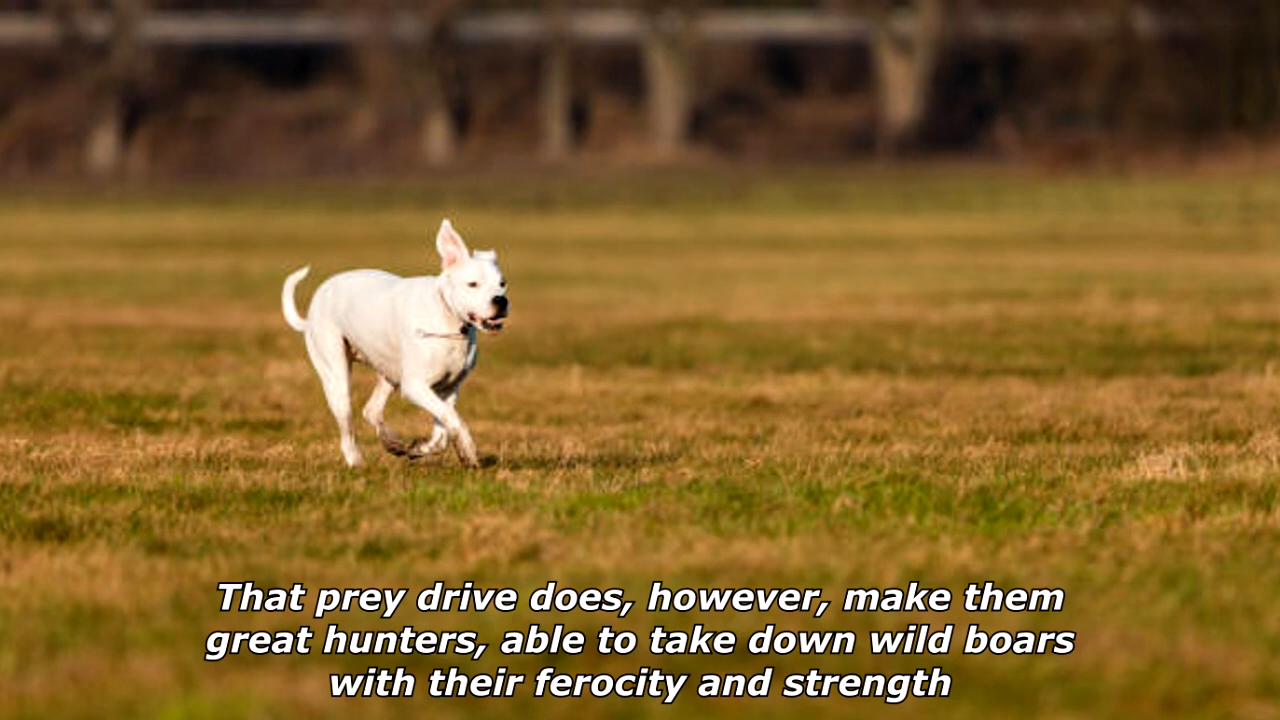 That prey drive does, however, make them
great hunters, able to take down wild boars
with their ferocity and strength